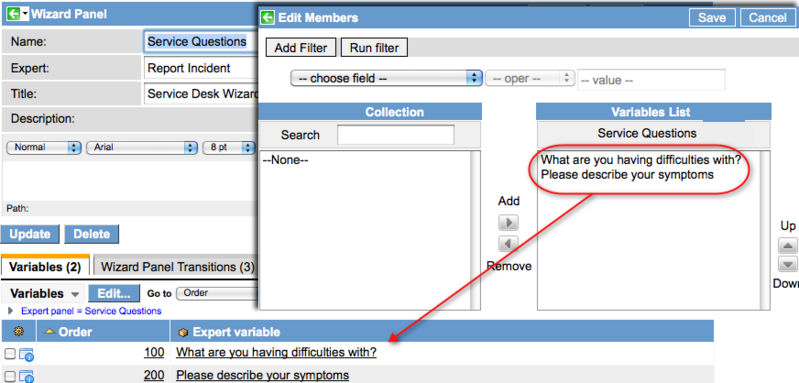 Wizard Panel
Name:
Service Questions
Expert:
Report Incident
Title:
Service Desk Wizard
Description:
Normal
Arial
8 pt
Path:
Update
Delete
Variables (2)
Wizard Panel Transitions (3)
Variables
Edit...
Go to
Order
Expert panel = Service Questions
Order
Expert variable
100
What are you having difficulties with?
200
Please describe your symptoms
Edit Members
Save
Cancel
Add Filter
Run filter
-- choose field --
-- oper --
-- value --
Collection
Search
--None--
Add
Remove
Variables List
Service Questions
What are you having difficulties with?
Please describe your symptoms
Up
Down